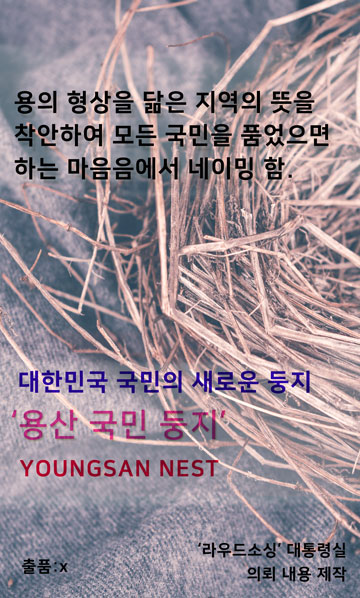 용의 형상을 닮은 지역의 뜻을
착안하여 모든 국민을 품었으면
하는 마음음에서 네이밍 함.
대한민국 국민의 새로운 둥지
‘용산 국민 둥지’
YOUNGSAN NEST
‘라우드소싱’ 대통령실
의뢰 내용 제작
출품:x